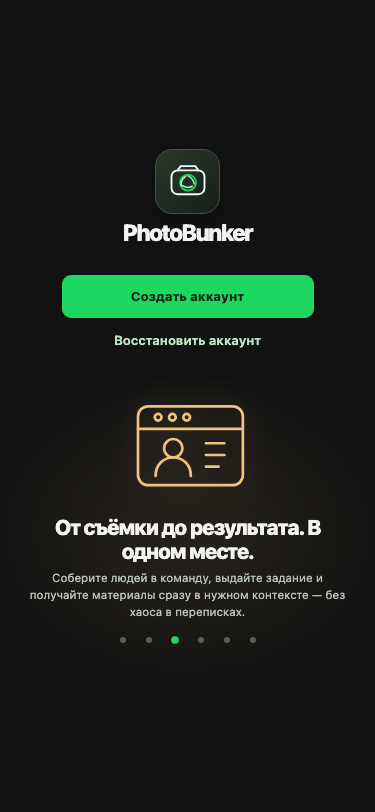 PhotoBunker
Создать аккаунт
Восстановить аккаунт
От съёмки до результата. В
одном месте.
Соберите людей в команду, выдайте задание и
получайте материалы сразу в нужном контексте — без
хаоса в переписках.